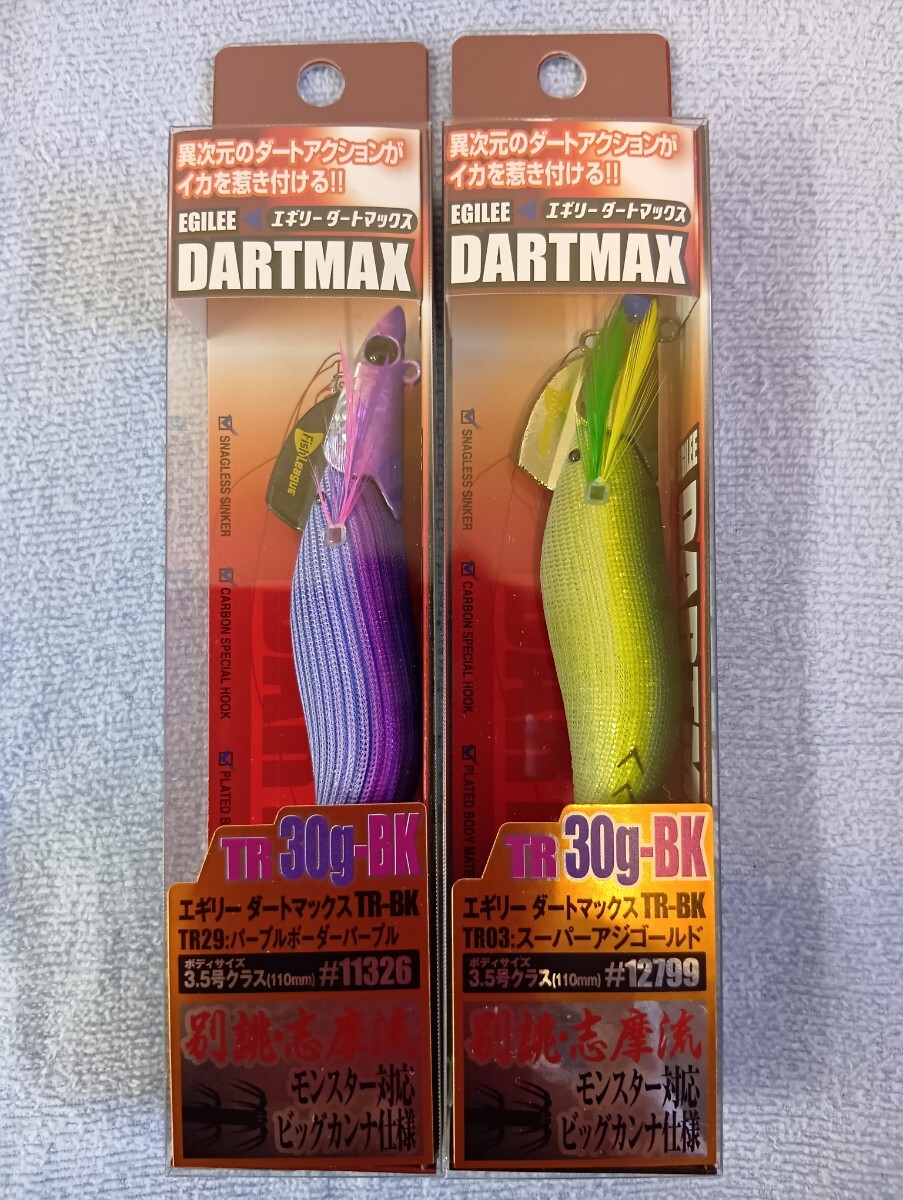 異次元のダートアクションが
イカを惹き付ける!!
EGILEE エギリー ダートマックス
DARTMAX
Fish League
SNAGLESS SINKER
CARBON SPECIAL HOOK
PLATED B
TR 30g-BK
エギリー ダートマックス TR-BK
TR29:パープルボーダーパープル
ボディサイズ
3.5号クラス(110mm) #11326
別誂・志摩流
モンスター対応
ビッグカンナ仕様
異次元のダートアクションが
イカを惹き付ける!!
EGILEE エギリー ダートマックス
DARTMAX
SNAGLESS SINKER
CARBON SPECIAL HOOK
PLATED BODY MATE
TR 30g-BK
エギリー ダートマックス TR-BK
TR03:スーパーアジゴールド
ボディサイズ
3.5号クラス(110mm) #12799
別誂・志摩流
モンスター対応
ビッグカンナ仕様